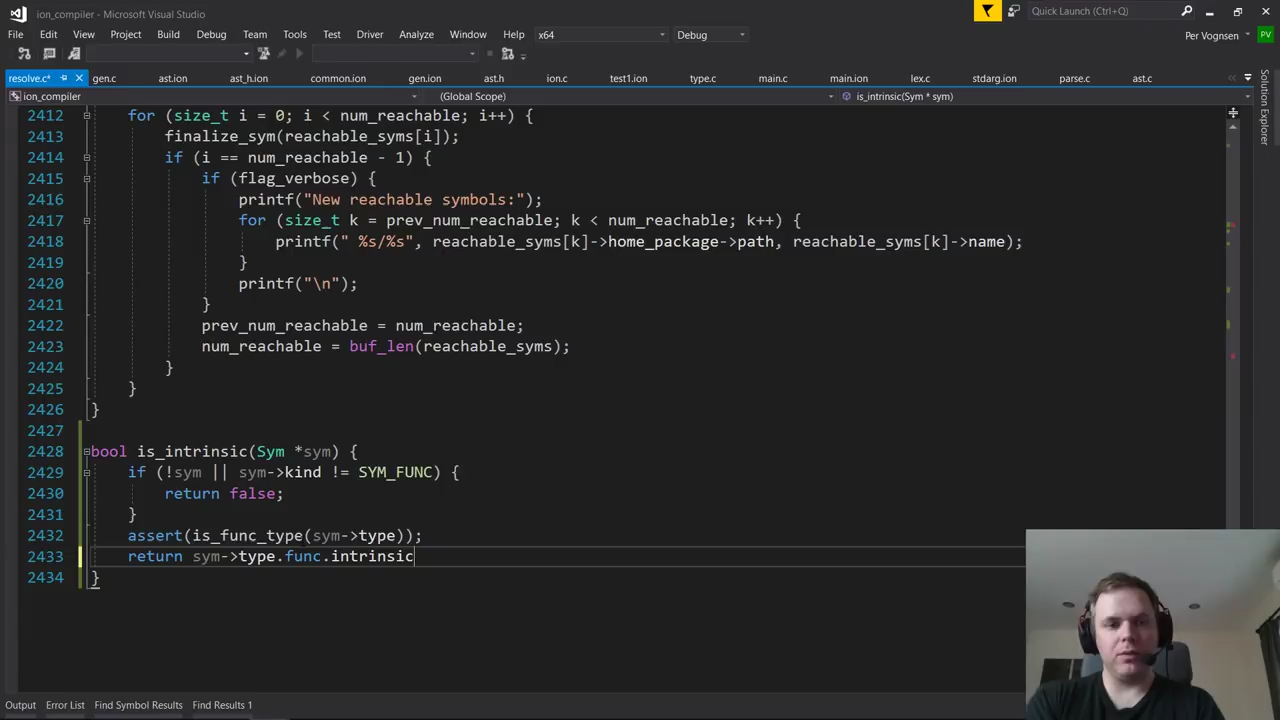 ion_compiler - Microsoft Visual Studio
Quick Launch (Ctrl+Q)
File Edit View Project Build Debug Team Tools Test Driver Analyze Window Help x64 Debug Per Vognsen PV
resolve.c* gen.c ast.ion ast_h.ion common.ion gen.ion ast.h ion.c test1.ion type.c main.c main.ion lex.c stdarg.ion parse.c ast.c
ion_compiler (Global Scope) is_intrinsic(Sym * sym)
Solution Explorer
2412 for (size_t i = 0; i < num_reachable; i++) {
2413 finalize_sym(reachable_syms[i]);
2414 if (i == num_reachable - 1) {
2415 if (flag_verbose) {
2416 printf("New reachable symbols:");
2417 for (size_t k = prev_num_reachable; k < num_reachable; k++) {
2418 printf(" %s/%s", reachable_syms[k]->home_package->path, reachable_syms[k]->name);
2419 }
2420 printf("\n");
2421 }
2422 prev_num_reachable = num_reachable;
2423 num_reachable = buf_len(reachable_syms);
2424 }
2425 }
2426 }
2427
2428 bool is_intrinsic(Sym *sym) {
2429 if (!sym || sym->kind != SYM_FUNC) {
2430 return false;
2431 }
2432 assert(is_func_type(sym->type));
2433 return sym->type.func.intrinsic
2434 }
Output Error List Find Symbol Results Find Results 1